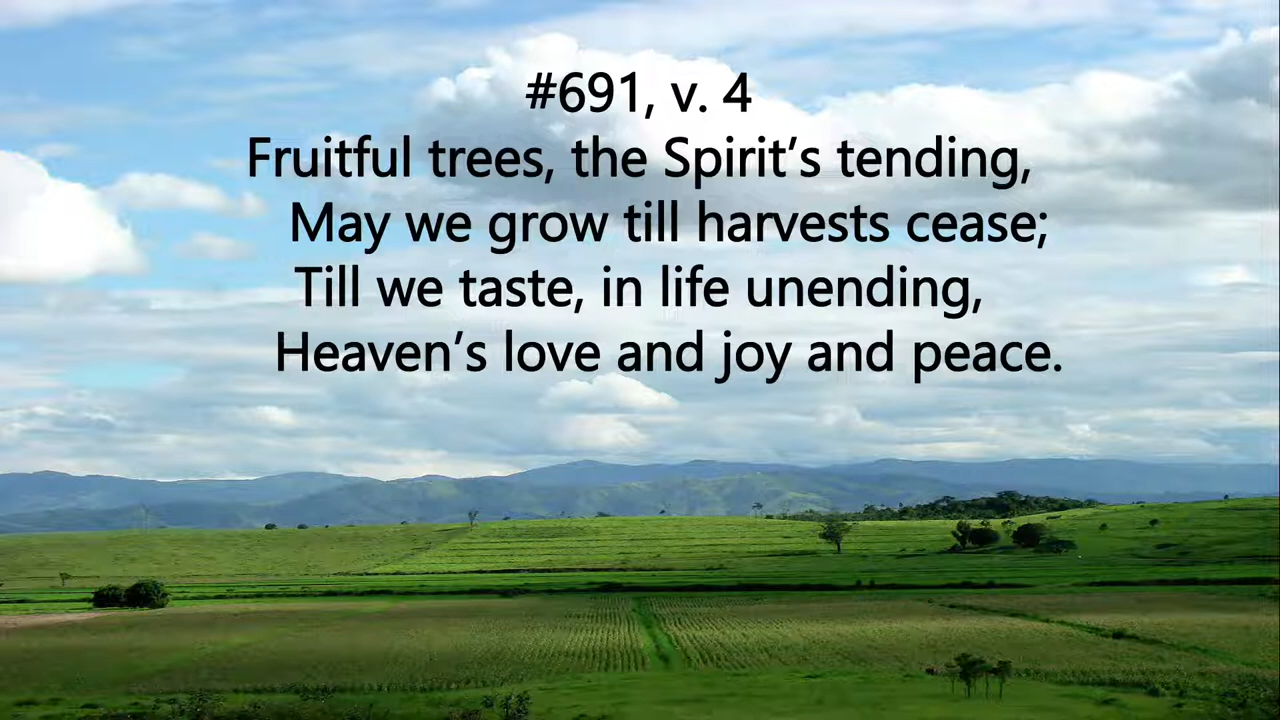 #691, v. 4
Fruitful trees, the Spirit’s tending,
May we grow till harvests cease;
Till we taste, in life unending,
Heaven’s love and joy and peace.